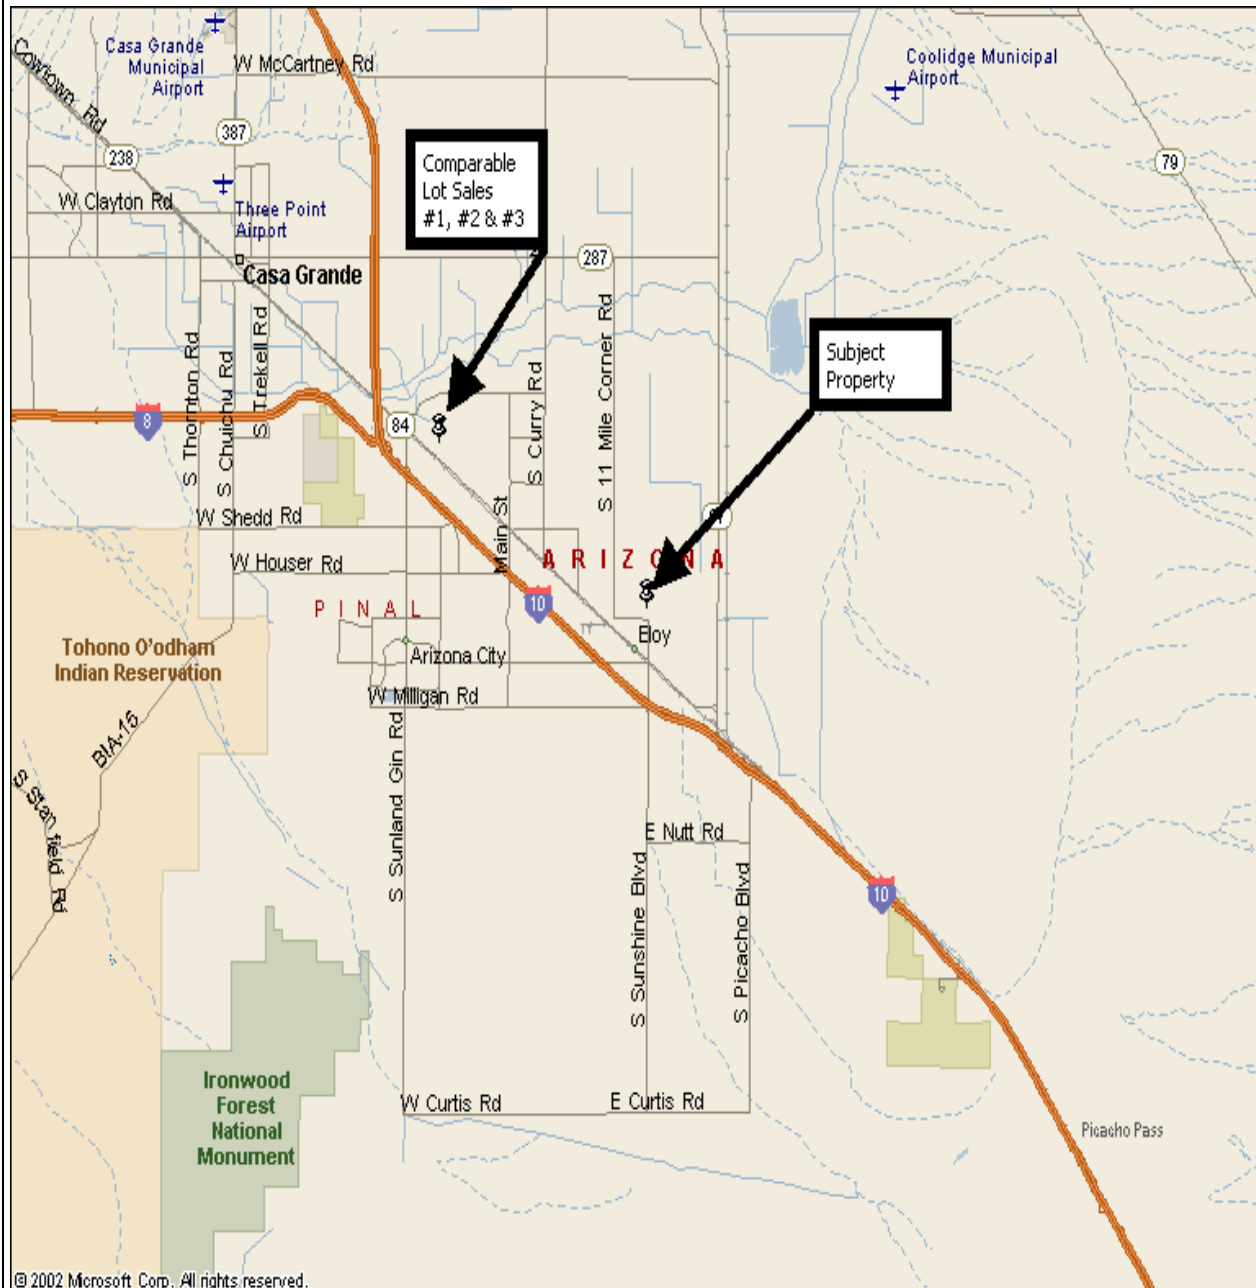 Casa Grande
Municipal
Airport
W McCartney Rd
Coolidge Municipal
Airport
Cowtown Rd
387
238
79
Comparable
Lot Sales
#1, #2 & #3
W Clayton Rd
Three Point
Airport
Casa Grande
287
S Thornton Rd
S Chuichu Rd
S Trekell Rd
S Curry Rd
S 11 Mile Corner Rd
Subject
Property
8
84
W Shedd Rd
Main St
W Houser Rd
ARIZONA
10
PINAL
Eloy
Tohono O'odham
Indian Reservation
Arizona City
W Milligan Rd
BIA-15
S Stanfield Rd
S Sunland Gin Rd
E Nutt Rd
S Sunshine Blvd
S Picacho Blvd
10
Ironwood
Forest
National
Monument
W Curtis Rd
E Curtis Rd
Picacho Pass
© 2002 Microsoft Corp. All rights reserved.